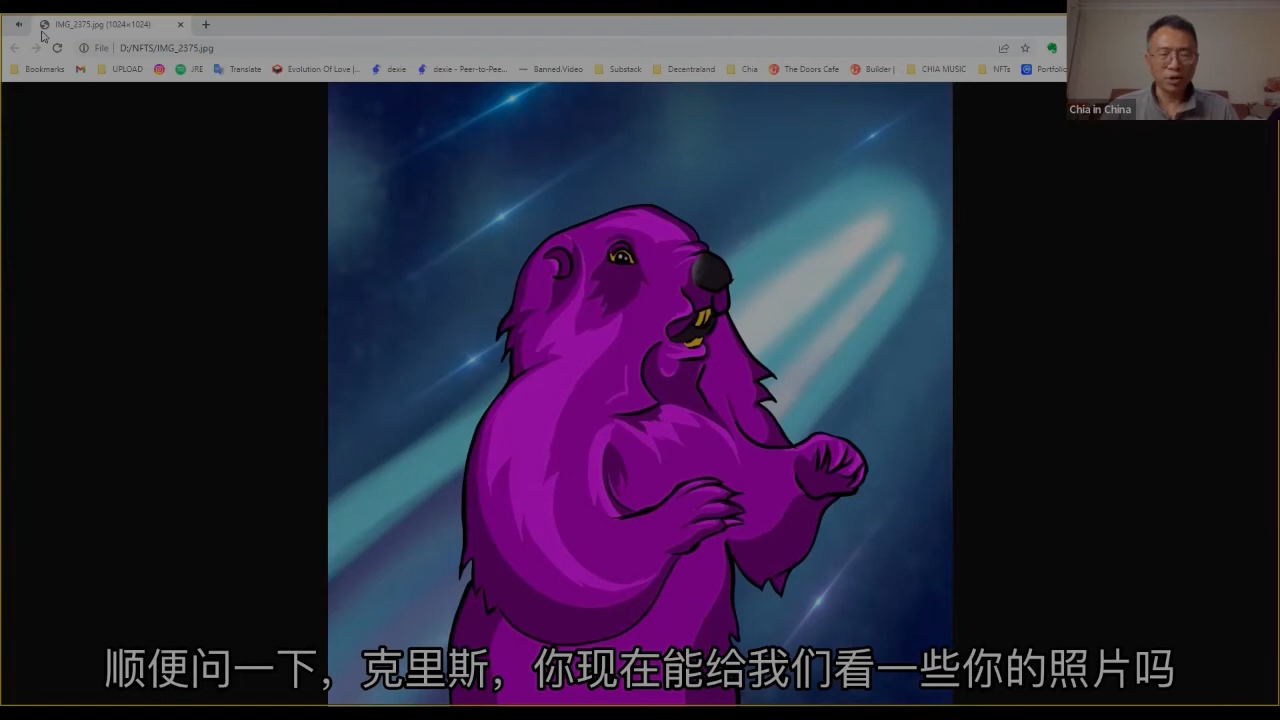 IMG_2375.jpg (1024×1024)
File D:/NFTS/IMG_2375.jpg
Bookmarks UPLOAD JRE Translate Evolution Of Love |... dexie dexie - Peer-to-Pee... Banned.Video Substack Decentraland Chia The Doors Cafe Builder | CHIA MUSIC NFTs Portfolio
Chia in China
顺便问一下，克里斯，你现在能给我们看一些你的照片吗